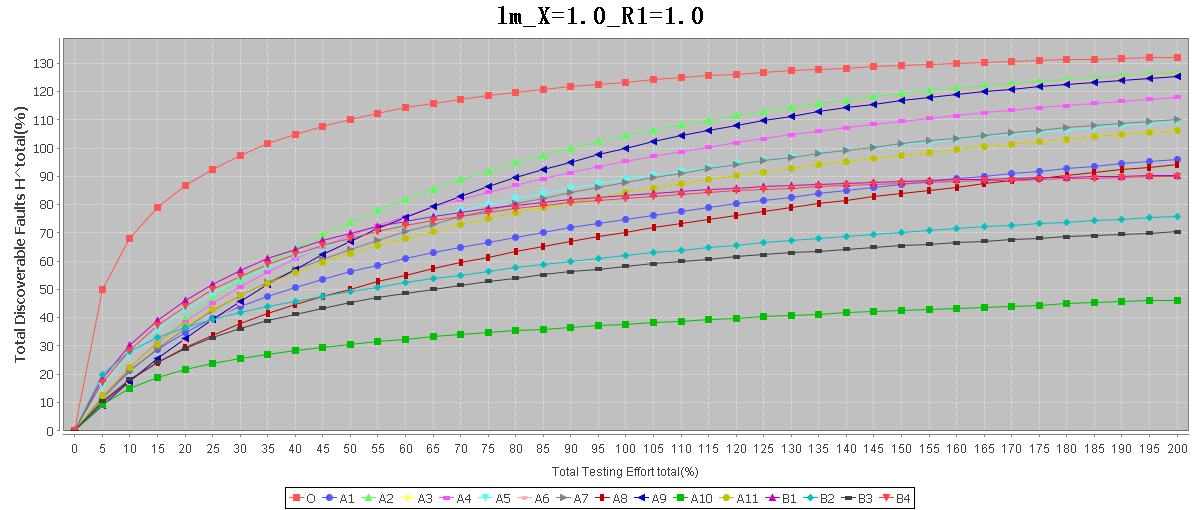 lm_X=1.0_R1=1.0
Total Discoverable Faults H^total(%)
130
120
110
100
90
80
70
60
50
40
30
20
10
0
0 5 10 15 20 25 30 35 40 45 50 55 60 65 70 75 80 85 90 95 100 105 110 115 120 125 130 135 140 145 150 155 160 165 170 175 180 185 190 195 200
Total Testing Effort total(%)
O A1 A2 A3 A4 A5 A6 A7 A8 A9 A10 A11 B1 B2 B3 B4